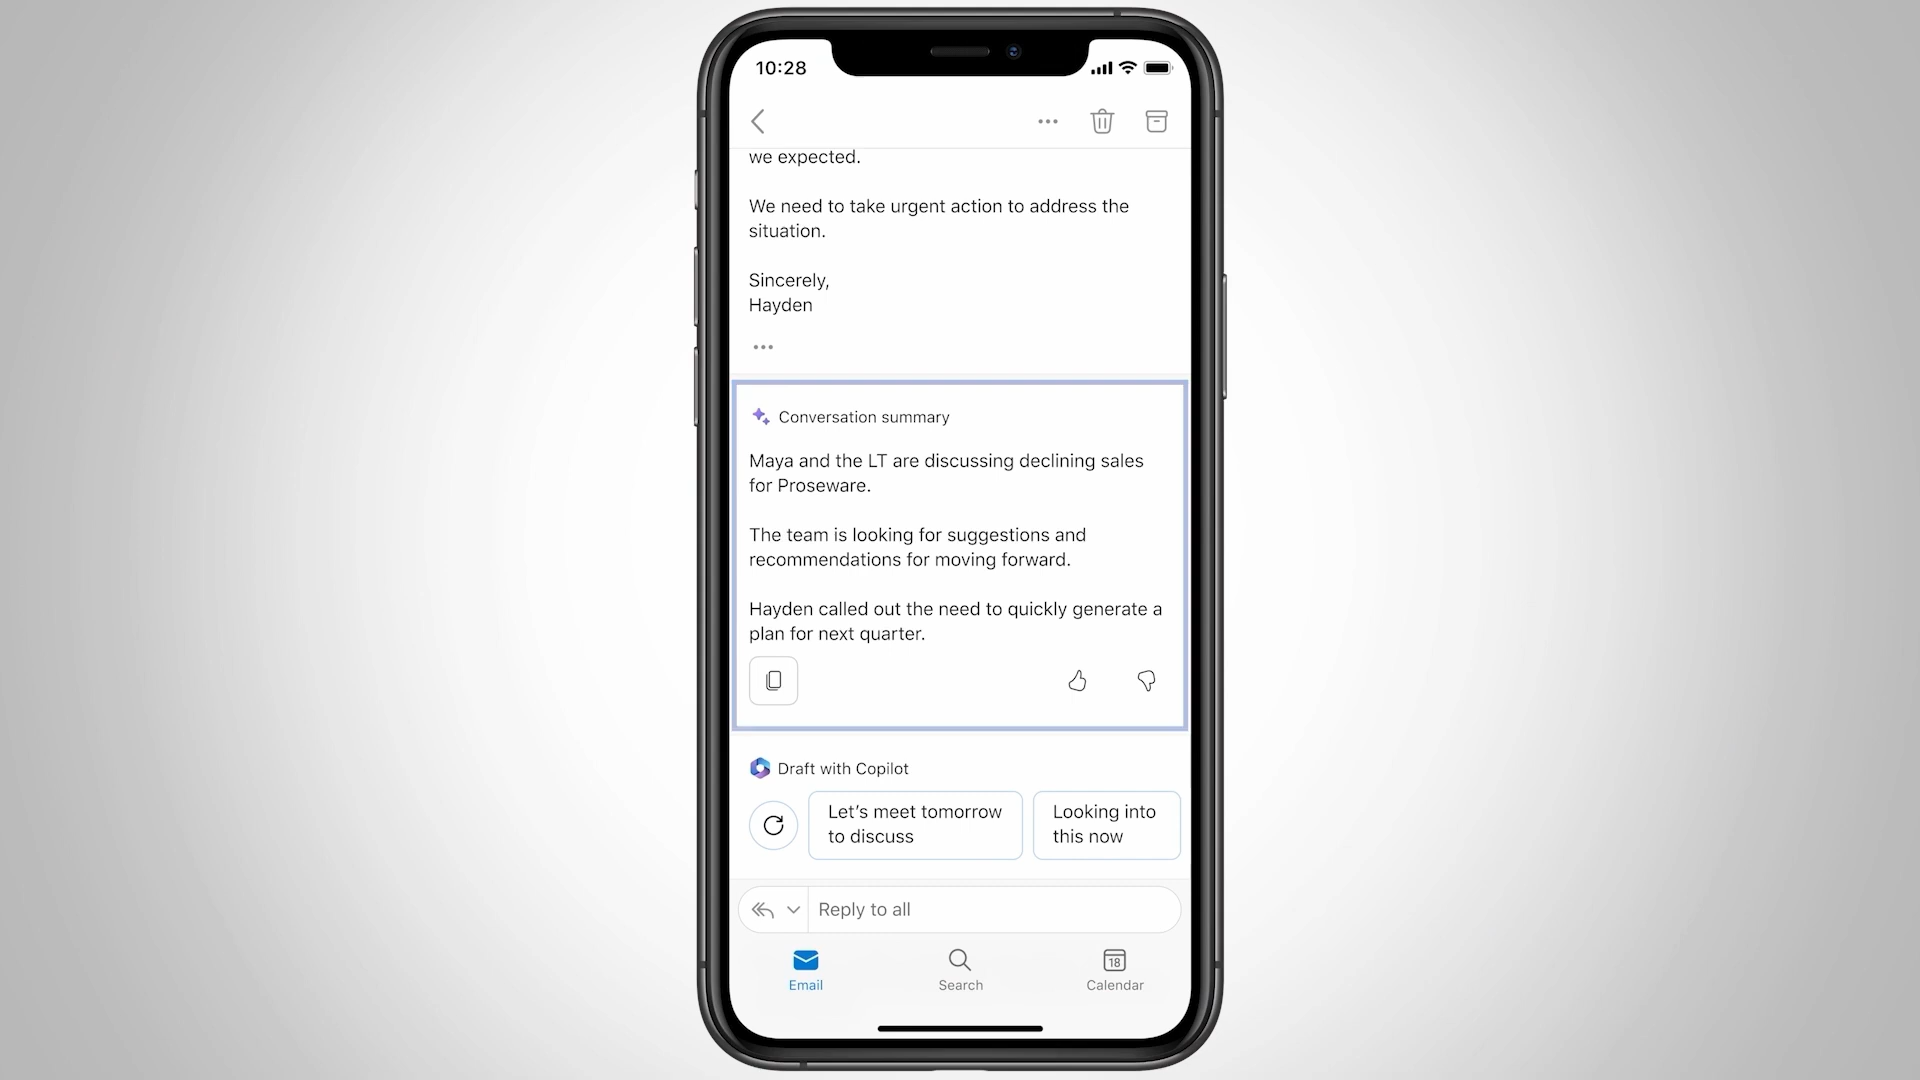 10:28
we expected.
We need to take urgent action to address the
situation.
Sincerely,
Hayden
Conversation summary
Maya and the LT are discussing declining sales
for Proseware.
The team is looking for suggestions and
recommendations for moving forward.
Hayden called out the need to quickly generate a
plan for next quarter.
Draft with Copilot
Let’s meet tomorrow
to discuss
Looking into
this now
Reply to all
18
Email
Search
Calendar